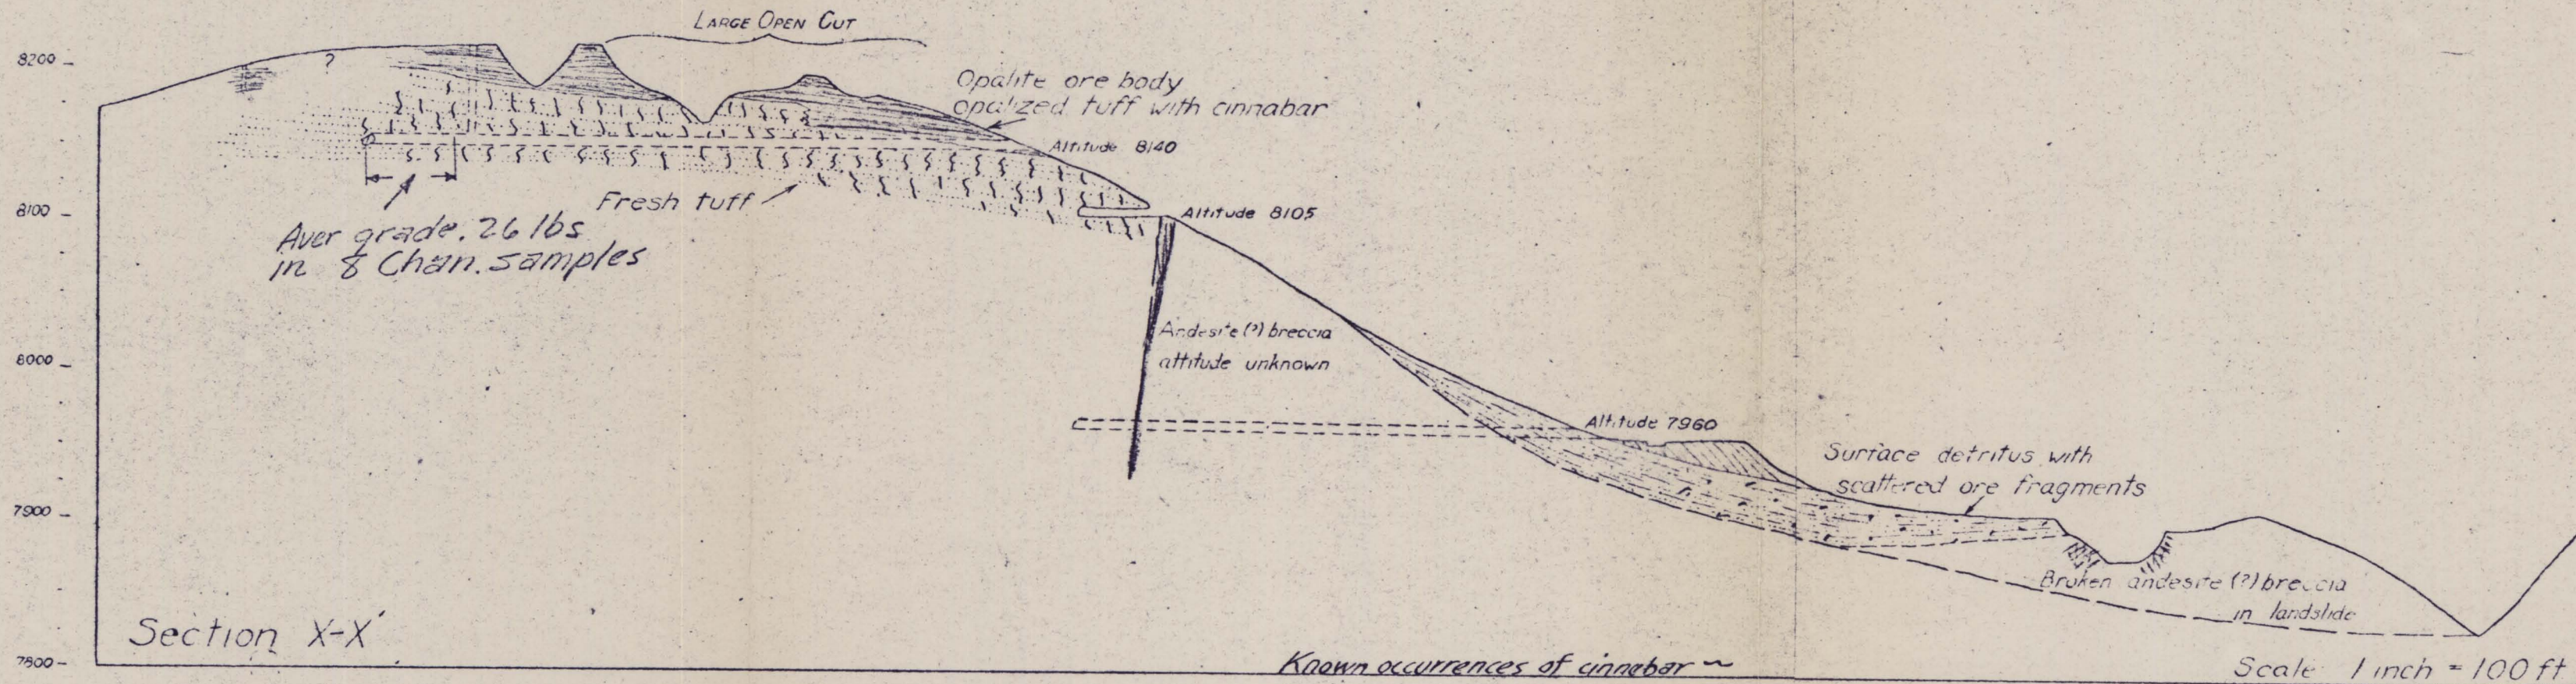 LARGE OPEN CUT
8200
?
Opalite ore body
opalized tuff with cinnabar
Altitude 8140
Fresh tuff
8100
Altitude 8105
Aver grade .26 lbs
in 8 Chan. samples
Andesite (?) breccia
attitude unknown
8000
Altitude 7960
Surface detritus with
scattered ore fragments
7900
Broken andesite (?) breccia
in landslide
Section X-X'
7800
Known occurrences of cinnabar ~
Scale 1 inch = 100 ft